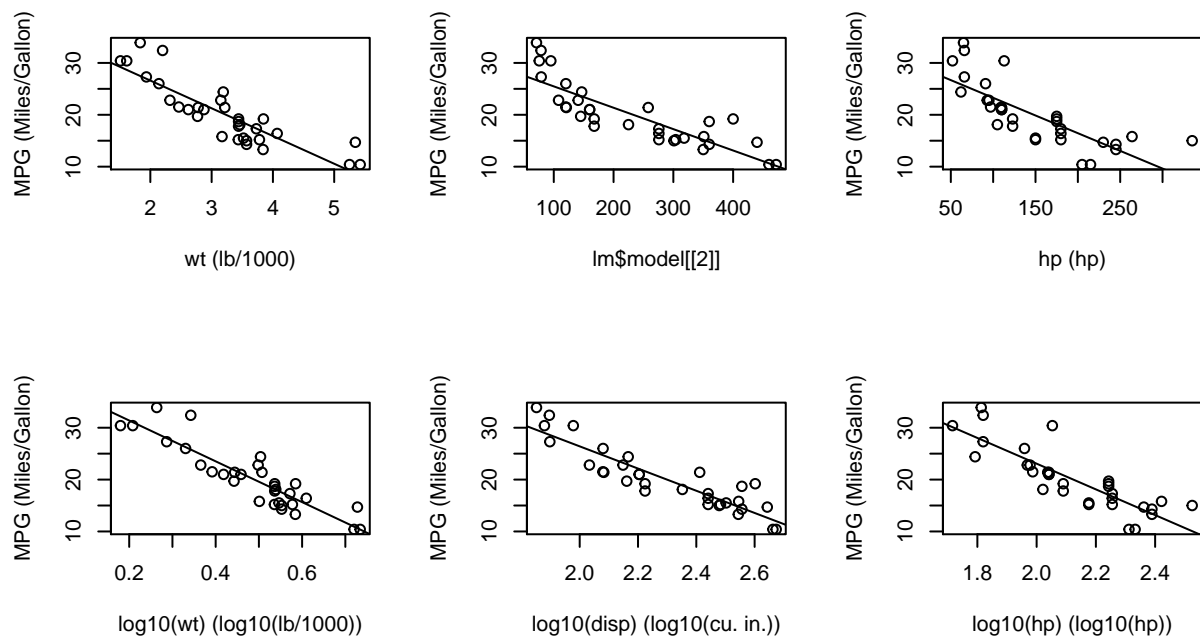 MPG (Miles/Gallon)
30
20
10
2 3 4 5
wt (lb/1000)
MPG (Miles/Gallon)
30
20
10
100 200 300 400
lm$model[[2]]
MPG (Miles/Gallon)
30
20
10
50 150 250
hp (hp)
MPG (Miles/Gallon)
30
20
10
0.2 0.4 0.6
log10(wt) (log10(lb/1000))
MPG (Miles/Gallon)
30
20
10
2.0 2.2 2.4 2.6
log10(disp) (log10(cu. in.))
MPG (Miles/Gallon)
30
20
10
1.8 2.0 2.2 2.4
log10(hp) (log10(hp))